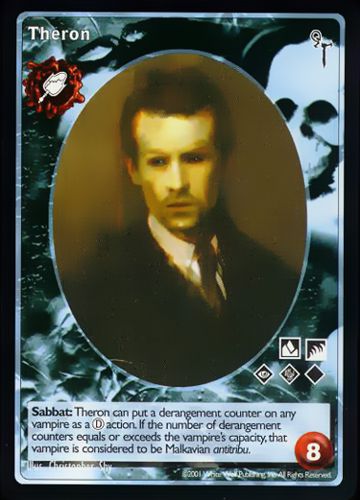 Theron
Sabbat: Theron can put a derangement counter on any
vampire as a Ⓓ action. If the number of derangement
counters equals or exceeds the vampire's capacity, that
vampire is considered to be Malkavian antitribu.
8
Illus. Christopher Shy
©2001 White Wolf Publishing, Inc. All Rights Reserved.